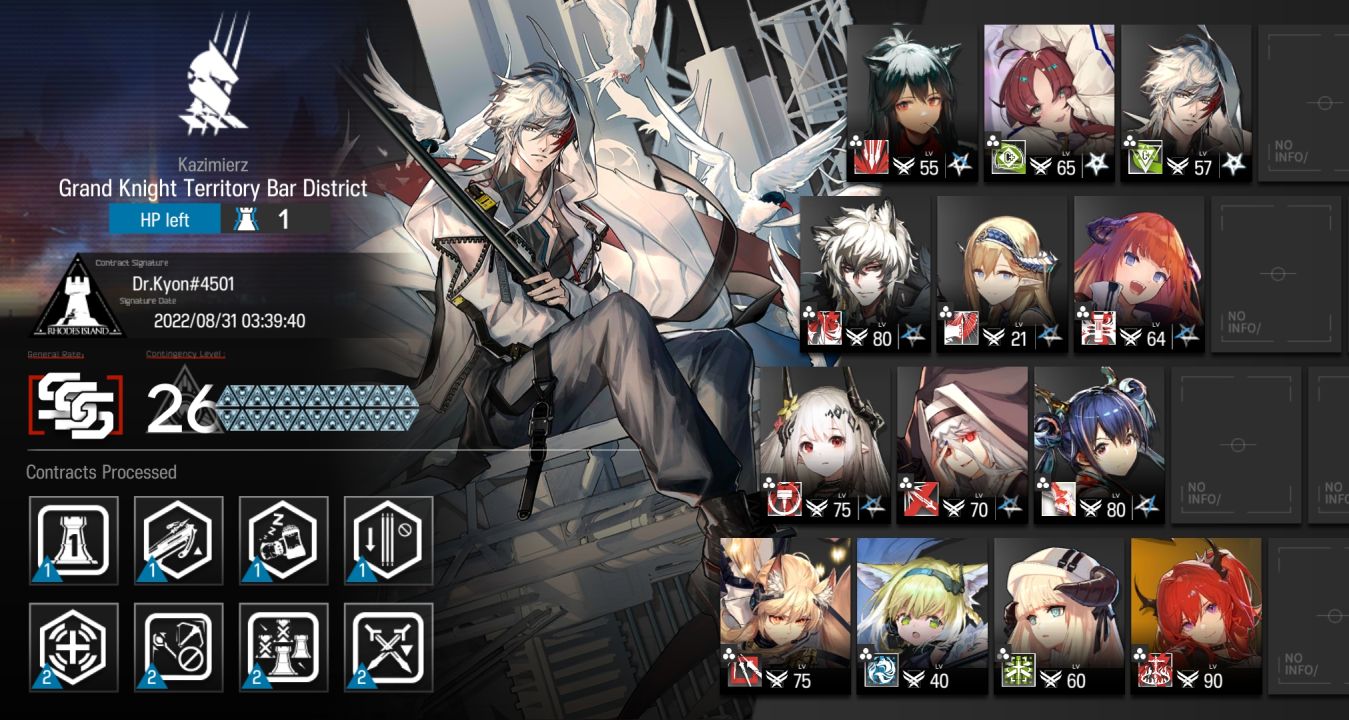 Kazimierz
Grand Knight Territory Bar District
HP left 1
Contract Signature
Dr.Kyon#4501
Signature Date
2022/08/31 03:39:40
RHODES ISLAND
General Rate:
Contingency Level:
SSS
26
Contracts Processed
1
1
1
Z
Z
1
1
2
2
2
2
LV
55
LV
65
LV
57
NO
INFO/
LV
80
LV
21
LV
64
NO
INFO/
LV
75
LV
70
LV
80
NO
INFO/
NO
INFO/
LV
75
LV
40
LV
60
LV
90
NO
INFO/